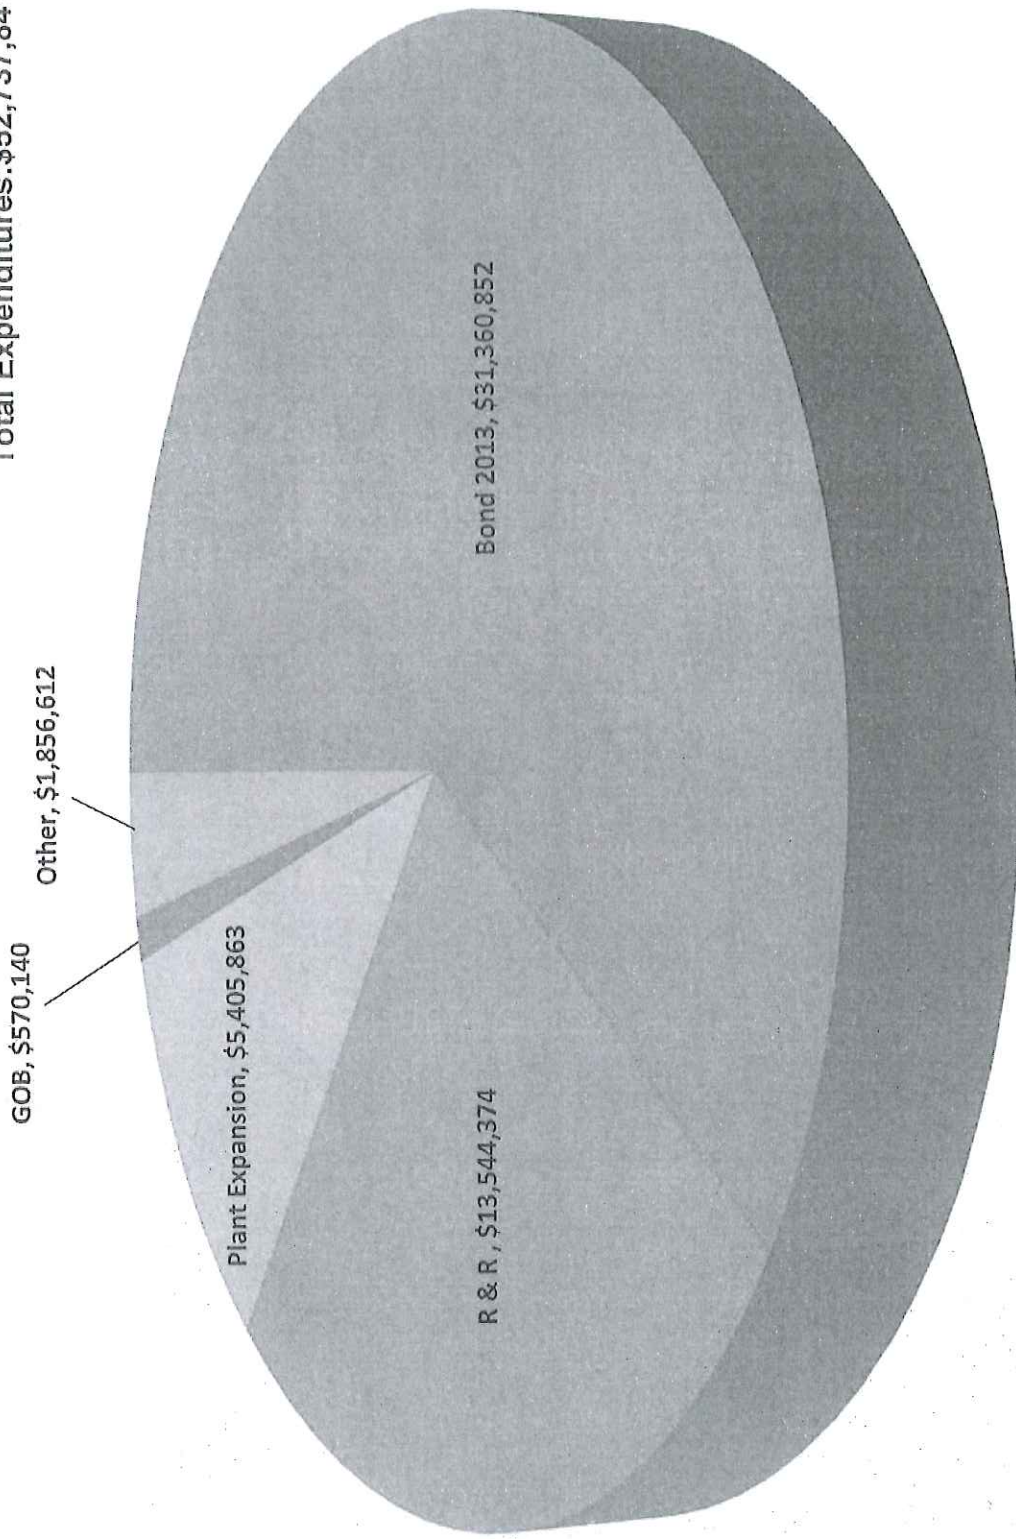 Total Expenditures:$52,737,84
GOB, $570,140
Other, $1,856,612
Plant Expansion, $5,405,863
Bond 2013, $31,360,852
R & R , $13,544,374